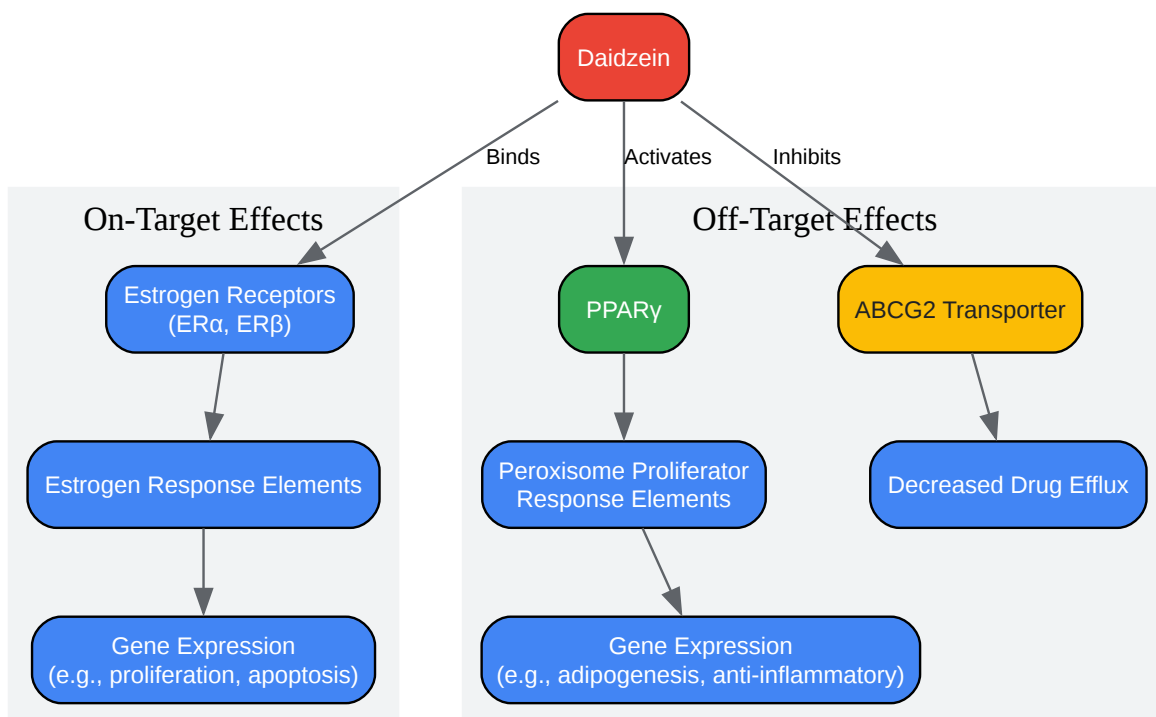 Daidzein
Binds
Activates
Inhibits
On-Target Effects
Off-Target Effects
Estrogen Receptors
(ERα, ERβ)
PPARγ
ABCG2 Transporter
Estrogen Response Elements
Peroxisome Proliferator
Response Elements
Decreased Drug Efflux
Gene Expression
(e.g., proliferation, apoptosis)
Gene Expression
(e.g., adipogenesis, anti-inflammatory)